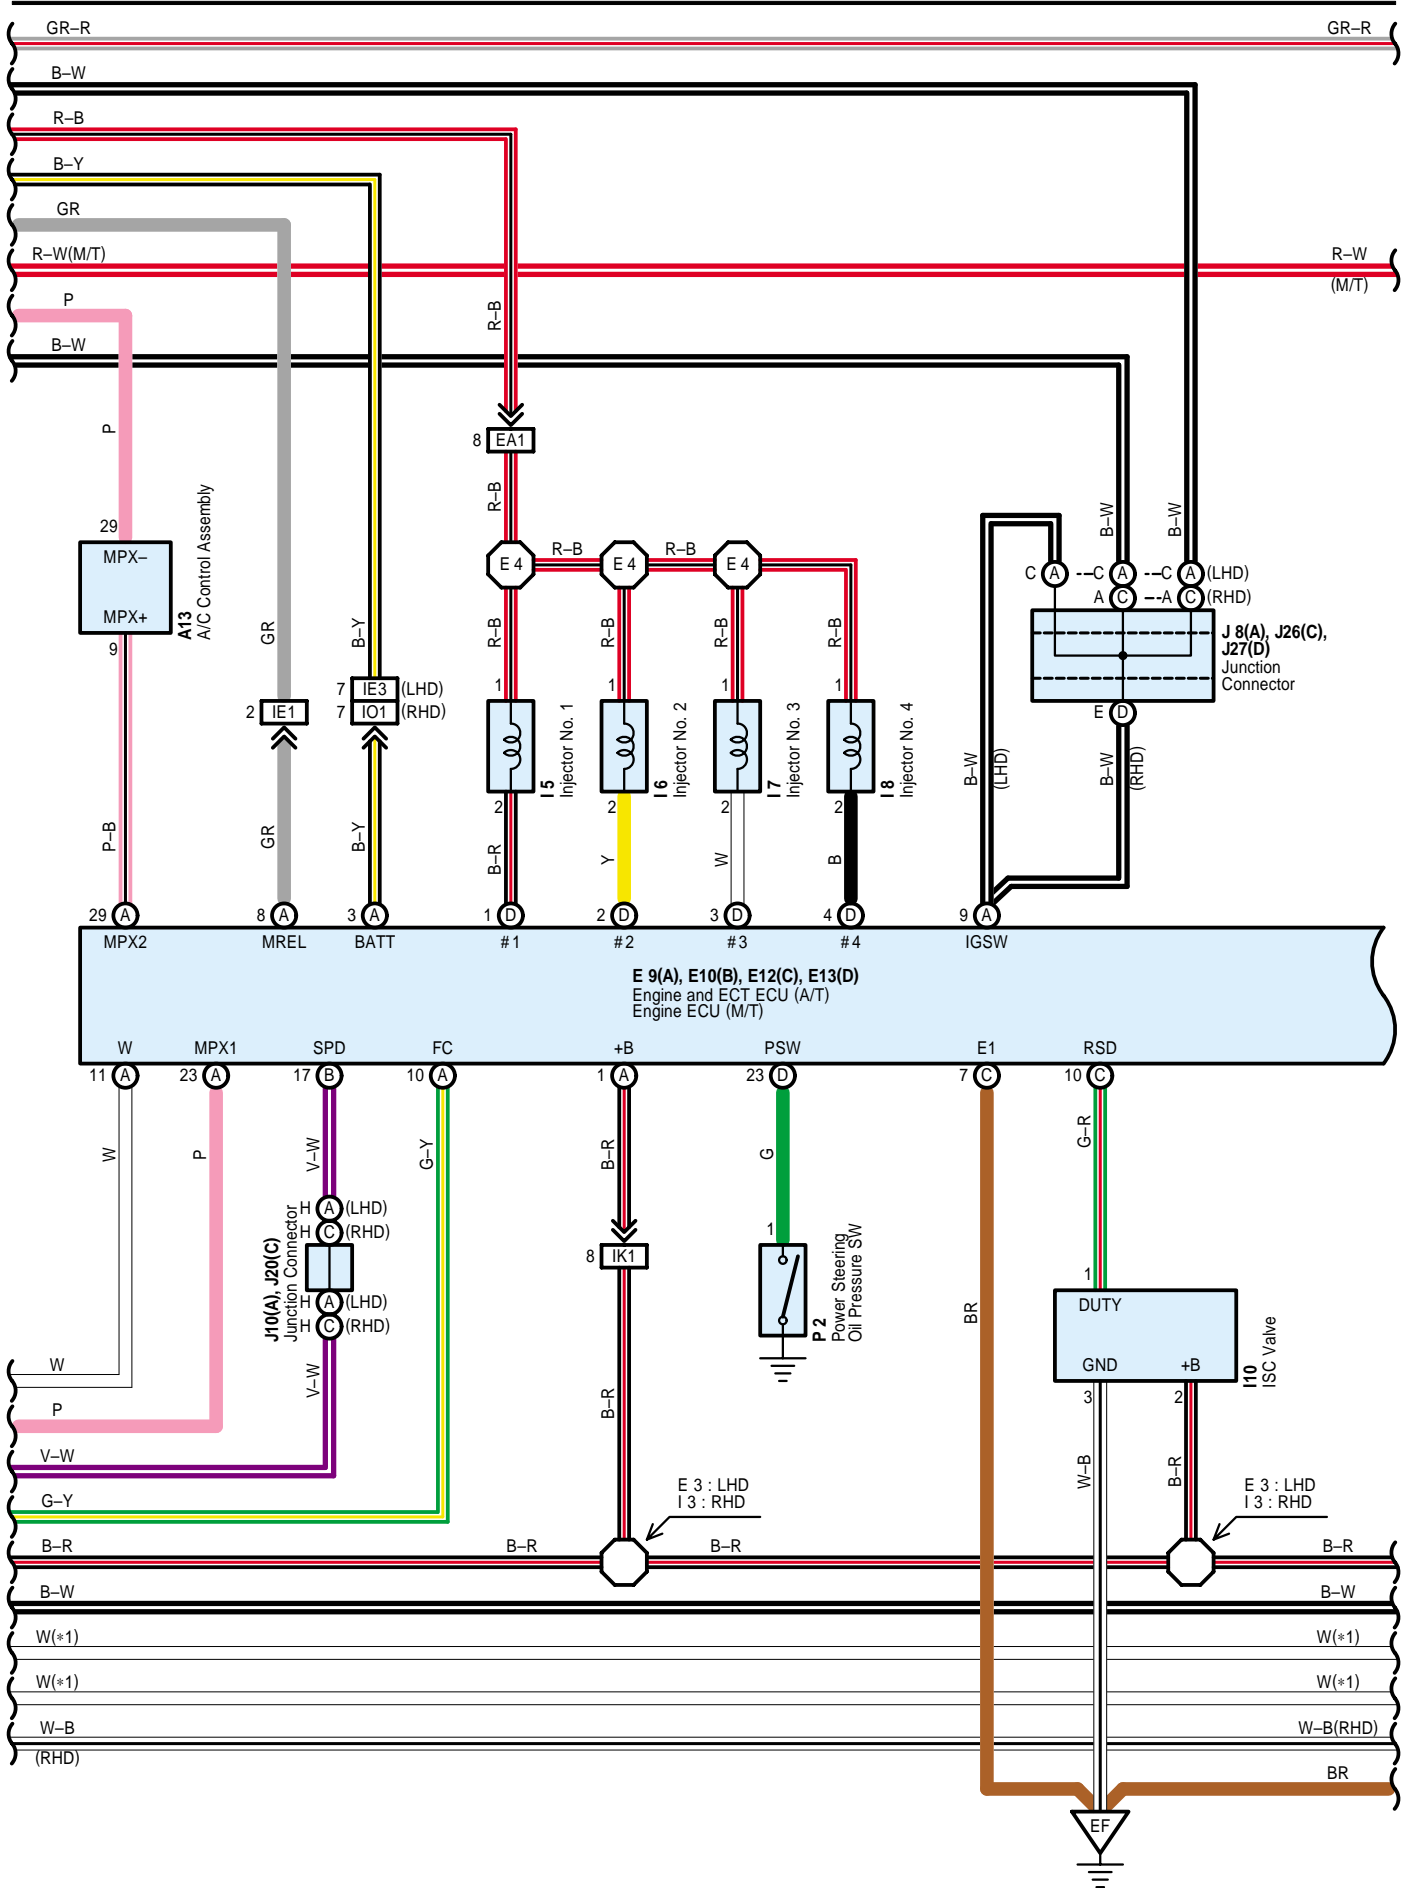 GR–R GR–R
B–W
R–B
B–Y
GR
R–W(M/T) R–W
(M/T)
P
B–W
R–B
P
8 EA1
R–B
B–W B–W
29
MPX–
MPX+
9
A13
A/C Control Assembly
E 4 R–B E 4 R–B E 4
C A C A C A (LHD)
A C A C (RHD)
J 8(A), J26(C),
J27(D)
Junction
Connector
E D
GR B–Y R–B R–B R–B R–B
1 1 1 1
7 IE3 (LHD)
2 IE1 7 IO1 (RHD)
I 5
Injector No. 1
I 6
Injector No. 2
I 7
Injector No. 3
I 8
Injector No. 4
2 2 2 2
B–W
(LHD)
B–W
(RHD)
P–B GR B–Y B–R Y W B
29 A 8 A 3 A 1 D 2 D 3 D 4 D 9 A
MPX2 MREL BATT #1 #2 #3 #4 IGSW
E 9(A), E10(B), E12(C), E13(D)
Engine and ECT ECU (A/T)
Engine ECU (M/T)
W MPX1 SPD FC +B PSW E1 RSD
11 A 23 A 17 B 10 A 1 A 23 D 7 C 10 C
W P V–W G–Y B–R G G–R
H A (LHD)
H C (RHD)
J10(A), J20(C)
Junction Connector
H A (LHD)
H C (RHD)
8 IK1
1
P 2
Power Steering
Oil Pressure SW
BR
1
DUTY
GND +B
3 2
I10
ISC Valve
V–W B–R
W
P
V–W
G–Y
W–B B–R
E 3 : LHD
I 3 : RHD
E 3 : LHD
I 3 : RHD
B–R B–R B–R B–R
B–W B–W
W(∗1) W(∗1)
W(∗1) W(∗1)
W–B W–B(RHD)
(RHD)
BR
EF